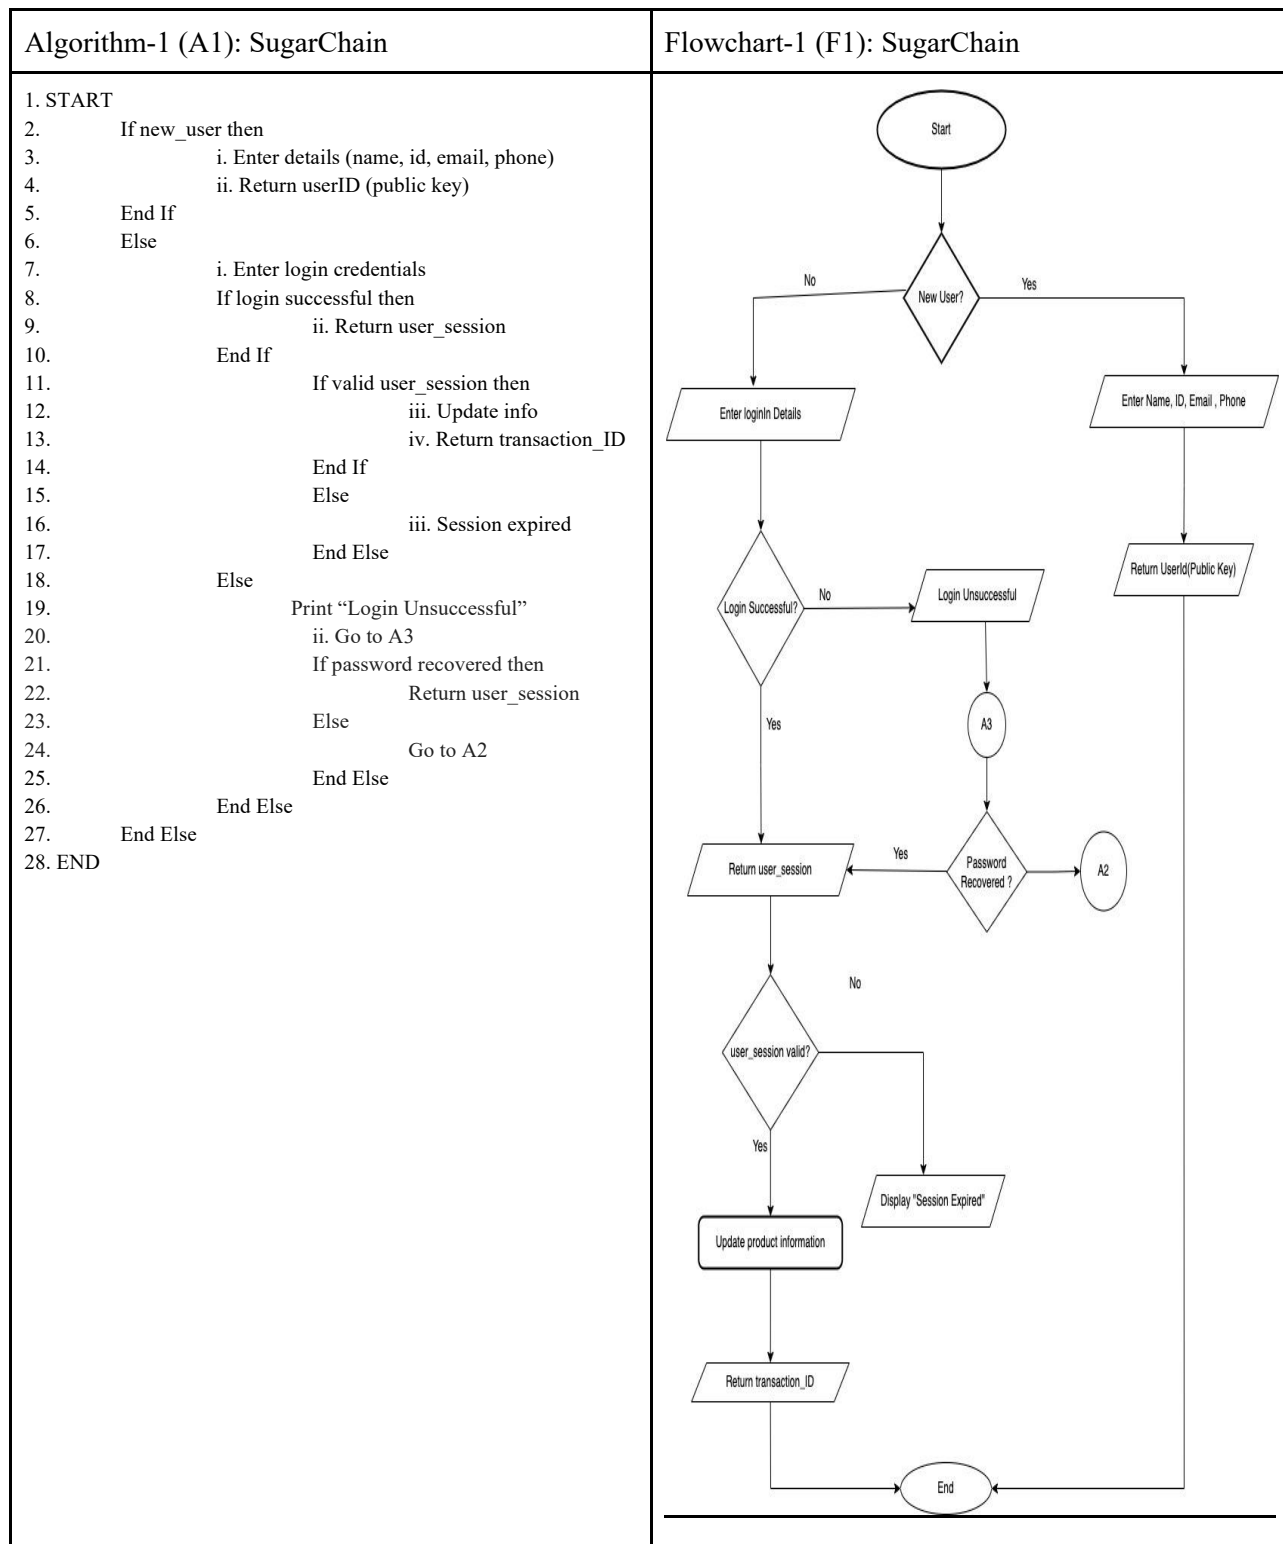 Algorithm-1 (A1): SugarChain
1. START
2. If new_user then
3. i. Enter details (name, id, email, phone)
4. ii. Return userID (public key)
5. End If
6. Else
7. i. Enter login credentials
8. If login successful then
9. ii. Return user_session
10. End If
11. If valid user_session then
12. iii. Update info
13. iv. Return transaction_ID
14. End If
15. Else
16. iii. Session expired
17. End Else
18. Else
19. Print “Login Unsuccessful”
20. ii. Go to A3
21. If password recovered then
22. Return user_session
23. Else
24. Go to A2
25. End Else
26. End Else
27. End Else
28. END
Flowchart-1 (F1): SugarChain
Start
New User?
No
Yes
Enter loginIn Details
Enter Name, ID, Email , Phone
Return UserId(Public Key)
Login Successful?
No
Login Unsuccessful
Yes
A3
Return user_session
Yes
Password
Recovered ?
A2
No
user_session valid?
Yes
Display "Session Expired"
Update product information
Return transaction_ID
End